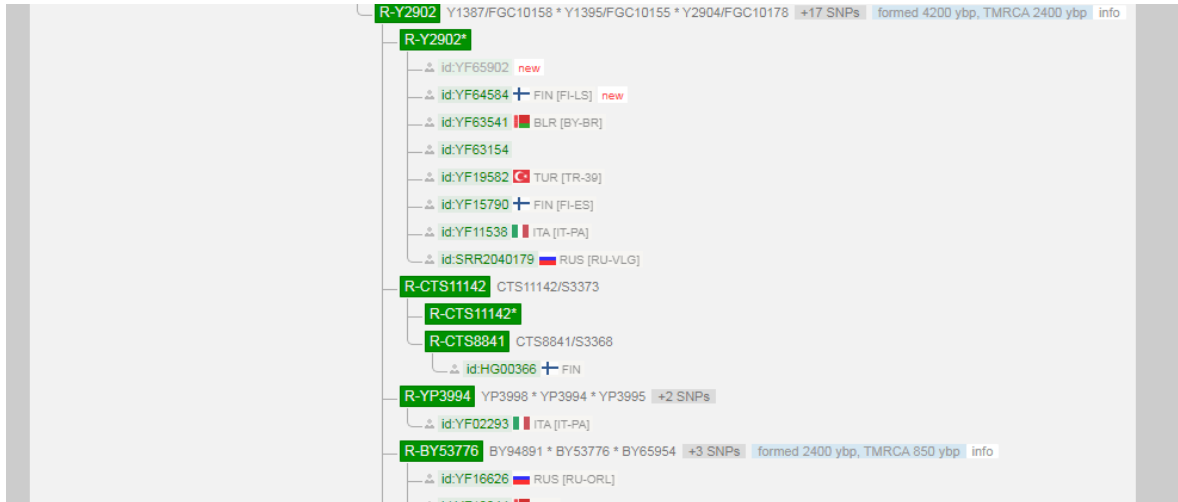 R-Y2902 Y1387/FGC10158 * Y1395/FGC10155 * Y2904/FGC10178 +17 SNPs formed 4200 ybp, TMRCA 2400 ybp info
R-Y2902*
id:YF65902 new
id:YF64584 FIN [FI-LS] new
id:YF63541 BLR [BY-BR]
id:YF63154
id:YF19582 TUR [TR-39]
id:YF15790 FIN [FI-ES]
id:YF11538 ITA [IT-PA]
id:SRR2040179 RUS [RU-VLG]
R-CTS11142 CTS11142/S3373
R-CTS11142*
R-CTS8841 CTS8841/S3368
id:HG00366 FIN
R-YP3994 YP3998 * YP3994 * YP3995 +2 SNPs
id:YF02293 ITA [IT-PA]
R-BY53776 BY94891 * BY53776 * BY65954 +3 SNPs formed 2400 ybp, TMRCA 850 ybp info
id:YF16626 RUS [RU-ORL]